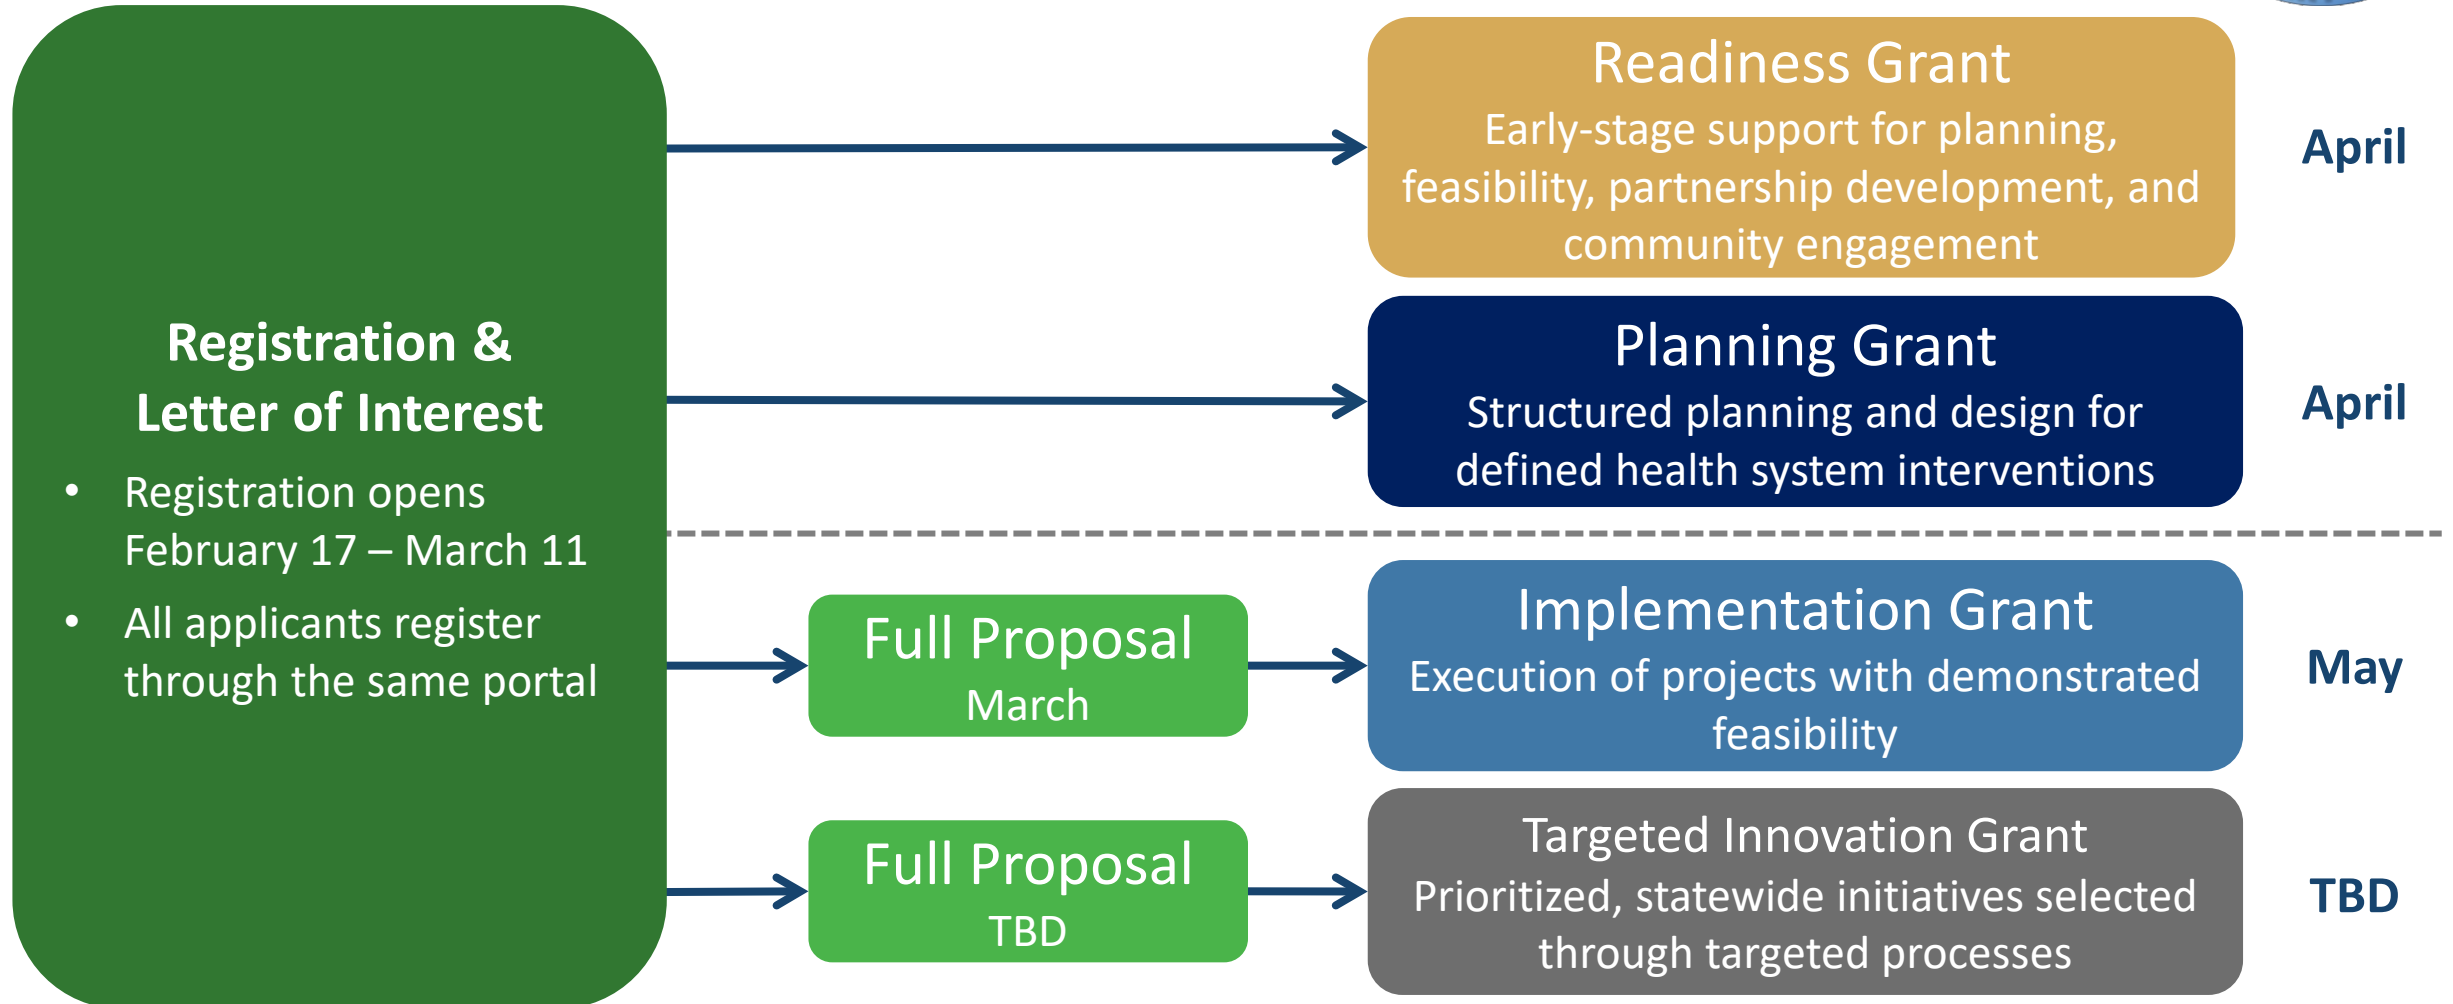 Registration &
Letter of Interest
• Registration opens
February 17 – March 11
• All applicants register
through the same portal
Readiness Grant
Early-stage support for planning,
feasibility, partnership development, and
community engagement
April
Planning Grant
Structured planning and design for
defined health system interventions
April
Full Proposal
March
Implementation Grant
Execution of projects with demonstrated
feasibility
May
Full Proposal
TBD
Targeted Innovation Grant
Prioritized, statewide initiatives selected
through targeted processes
TBD